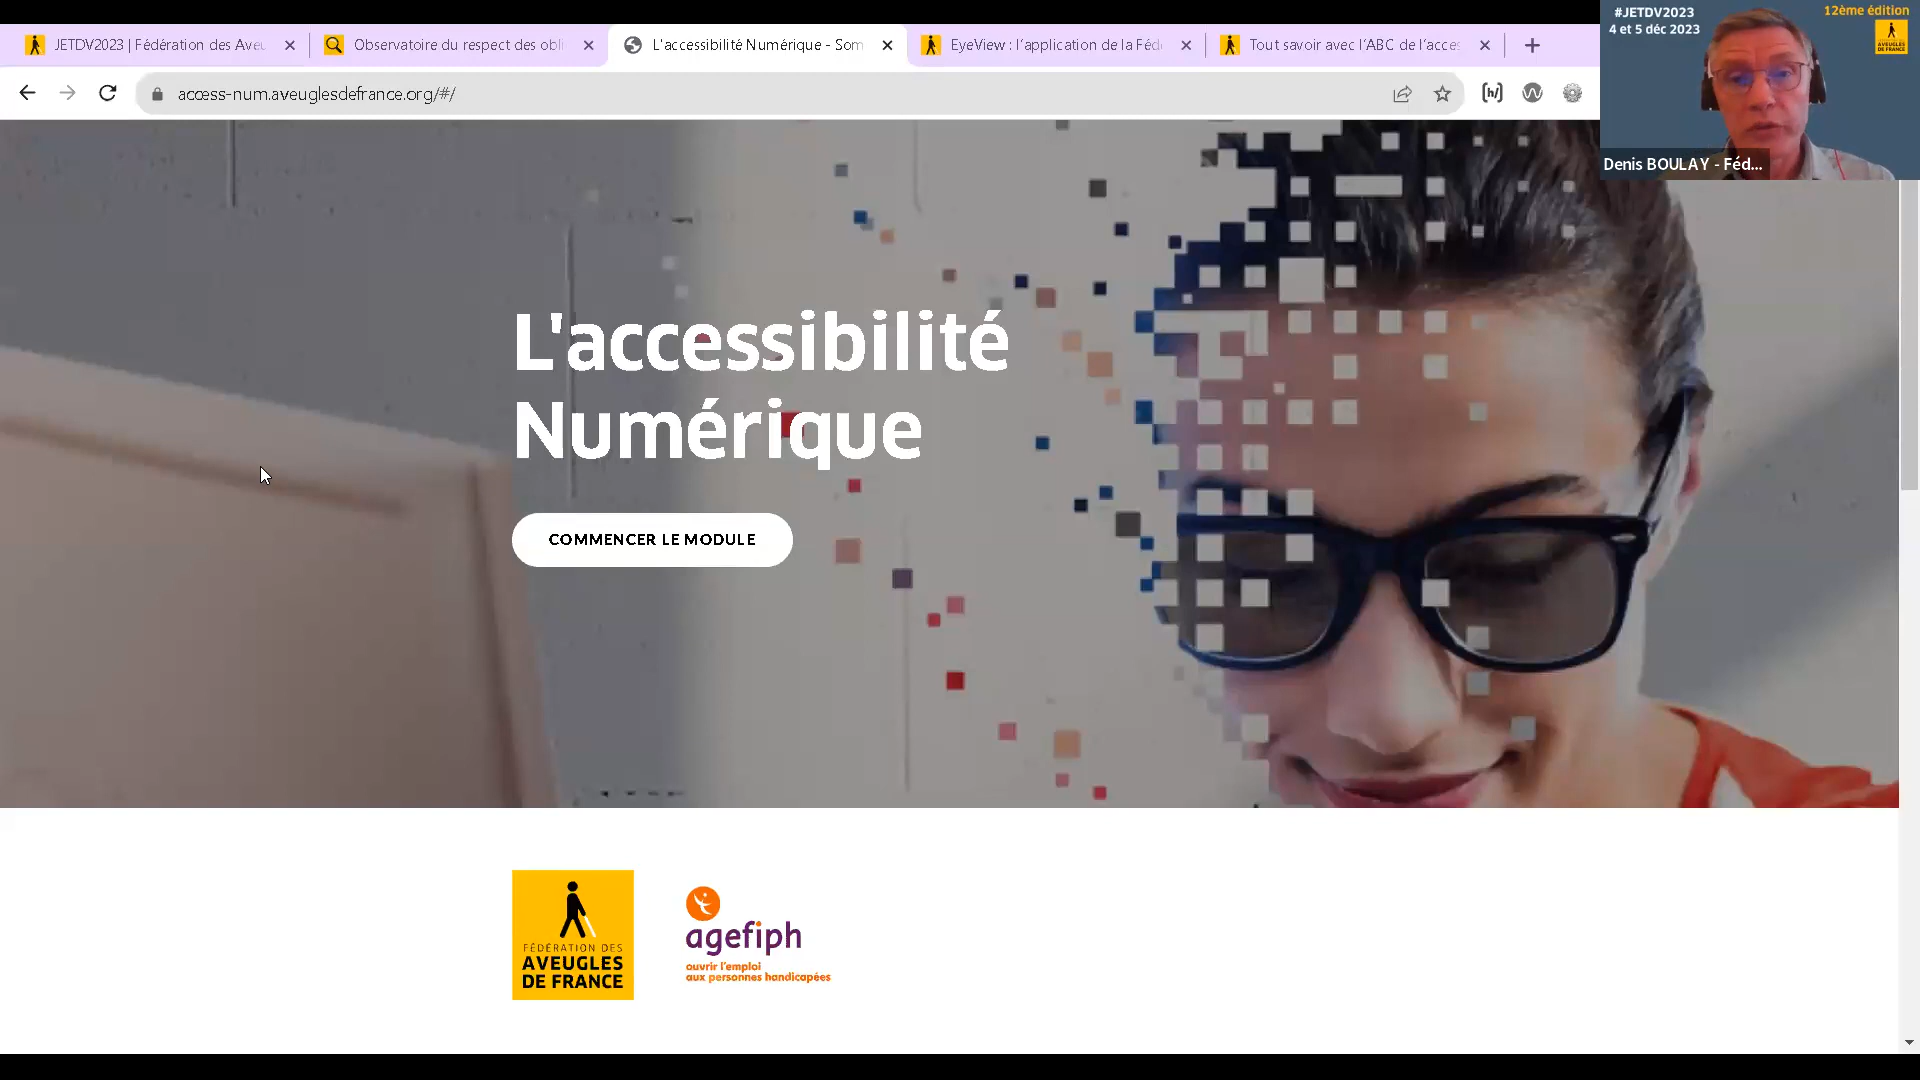 JETDV2023 | Fédération des Aveu
Observatoire du respect des obli
L'accessibilité Numérique - Som
EyeView : l'application de la Féd
Tout savoir avec l'ABC de l'acces
access-num.aveuglesdefrance.org/#/
#JETDV2023
4 et 5 déc 2023
12ème édition
Denis BOULAY - Féd...
L'accessibilité
Numérique
COMMENCER LE MODULE
FÉDÉRATION DES
AVEUGLES
DE FRANCE
agefiph
ouvrir l'emploi
aux personnes handicapées